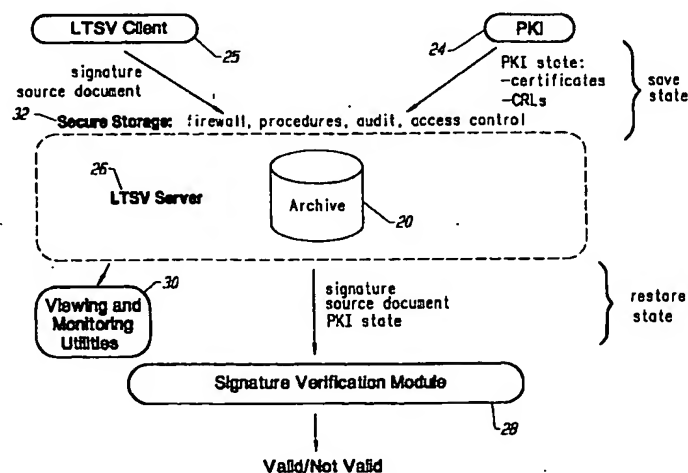 LTSV Client
25
24
PKI
signature
source document
PKI state:
-certificates
-CRLs
save
state
32 Secure Storage: firewall, procedures, audit, access control
26
LTSV Server
Archive
20
30
Viewing and
Monitoring
Utilities
signature
source document
PKI state
restore
state
Signature Verification Module
28
Valid/Not Valid